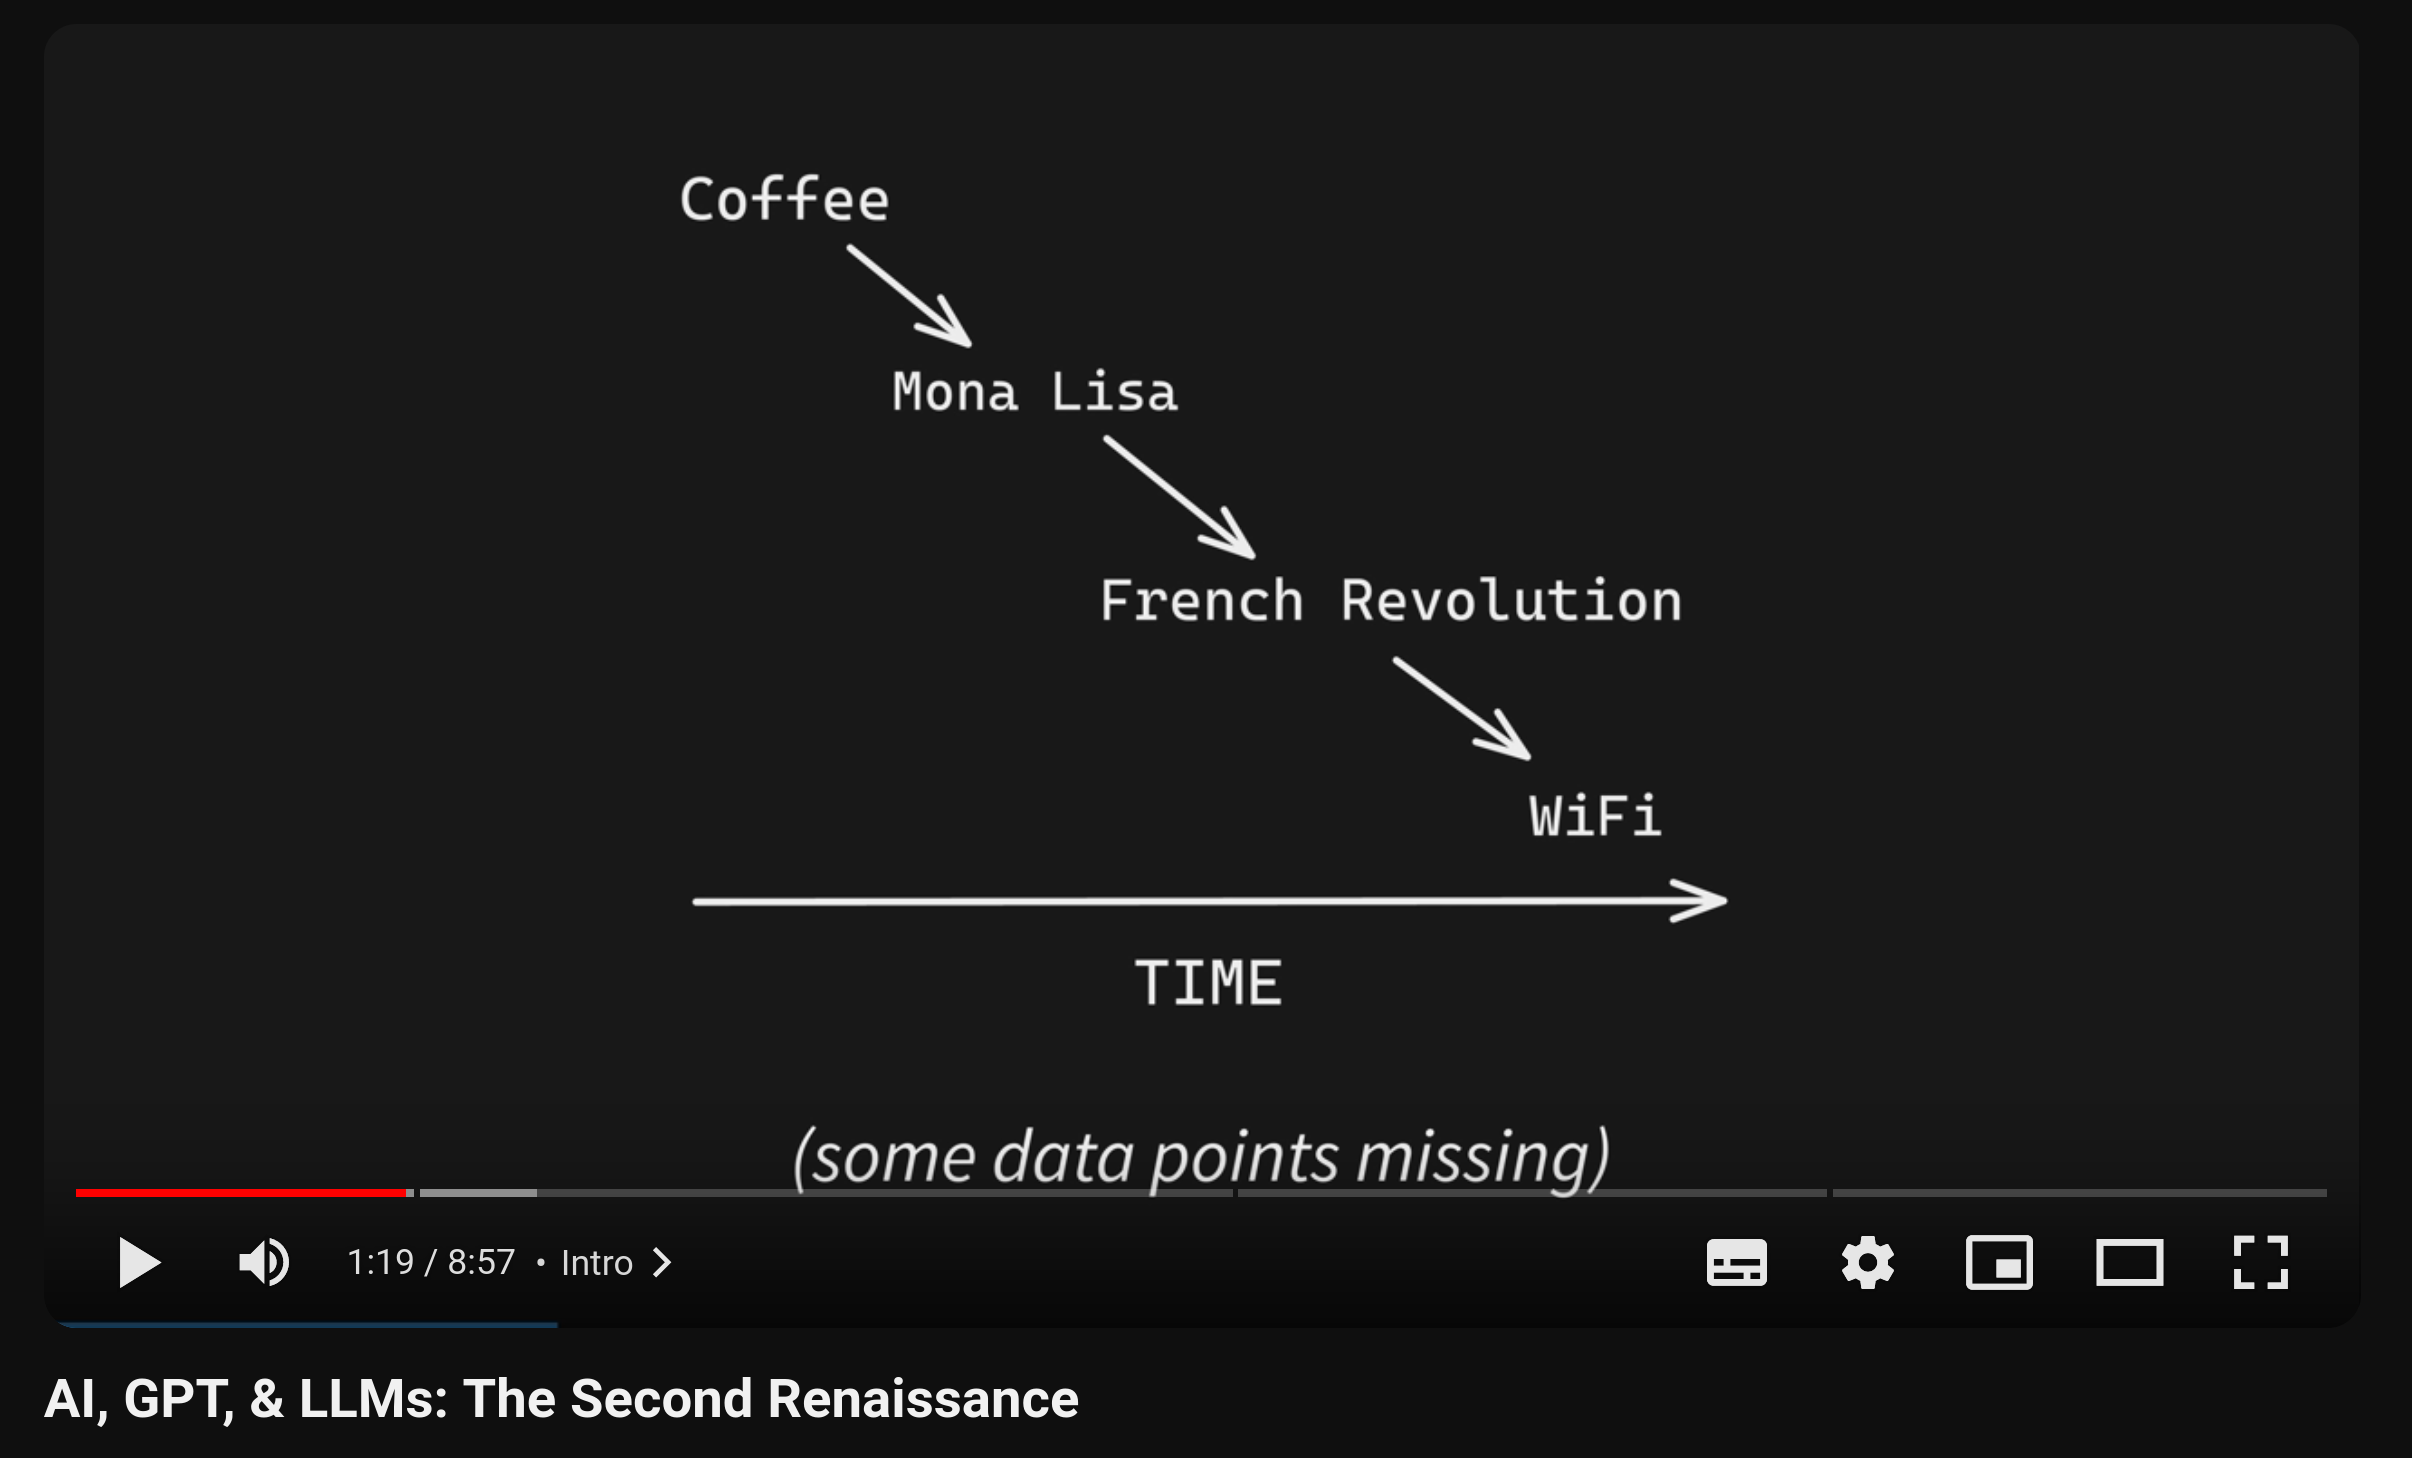 Coffee
Mona Lisa
French Revolution
WiFi
TIME
(some data points missing)
1:19 / 8:57 • Intro
AI, GPT, & LLMs: The Second Renaissance